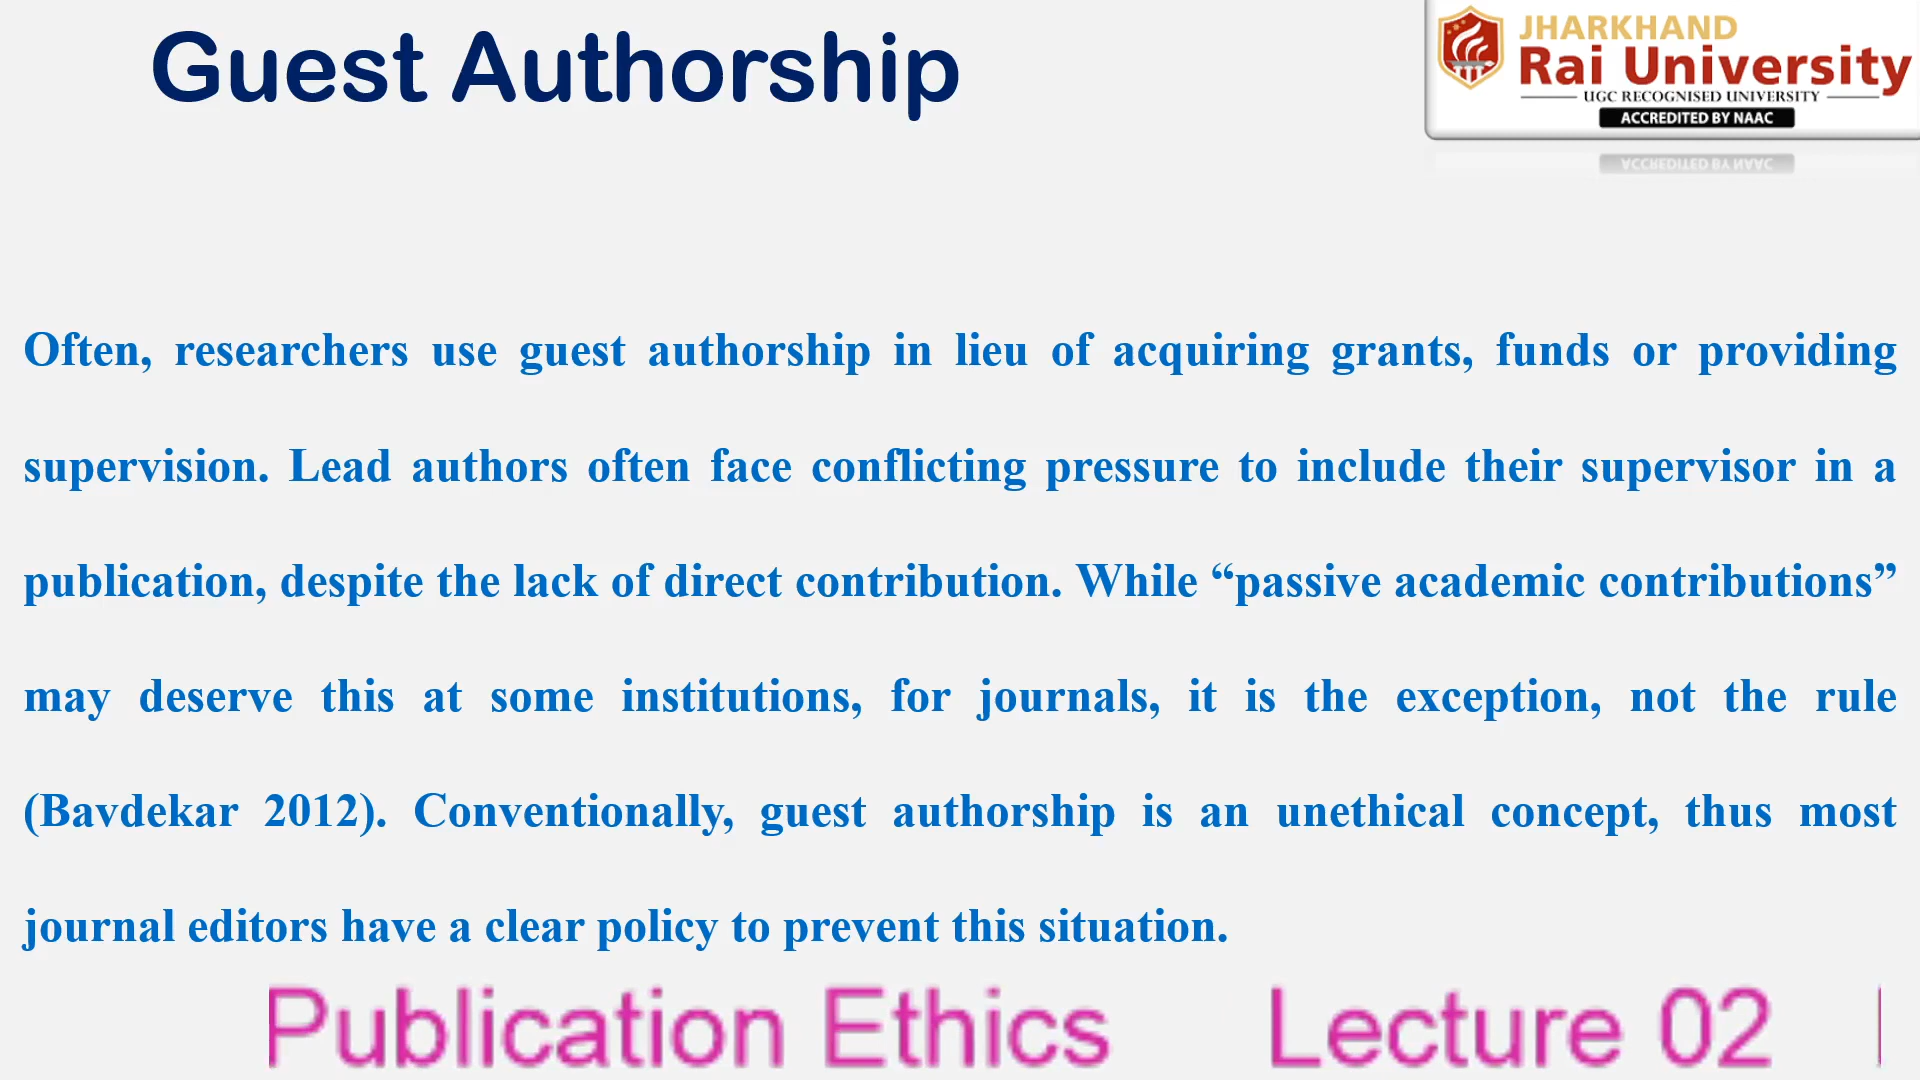 Guest Authorship
JHARKHAND
Rai University
UGC RECOGNISED UNIVERSITY
ACCREDITED BY NAAC
Often, researchers use guest authorship in lieu of acquiring grants, funds or providing
supervision. Lead authors often face conflicting pressure to include their supervisor in a
publication, despite the lack of direct contribution. While “passive academic contributions”
may deserve this at some institutions, for journals, it is the exception, not the rule
(Bavdekar 2012). Conventionally, guest authorship is an unethical concept, thus most
journal editors have a clear policy to prevent this situation.
Publication Ethics Lecture 02